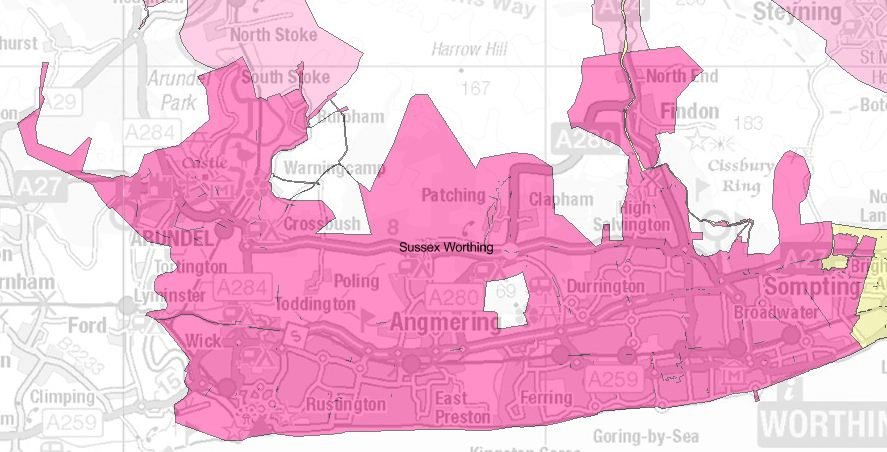 Ways
Steyning
North Stoke
hurst
Harrow Hill
Arundel
Park
South Stoke
167
North End
St M
A29
Findon
Burpham
A284
A280
183
Castle
Warningcamp
Cissbury
Ring
A27
Patching
Clapham
High
Salvington
Crossbush
ARUNDEL
8
Sussex Worthing
A27
Tortington
Poling
A284
Durrington
Sompting
Brigh
rnham
Lyminster
Toddington
A280
69
Broadwater
Ford
Angmering
Wick
S
Climping
A259
Rustington
East
Preston
Ferring
A259
Goring-by-Sea
WORTHIN